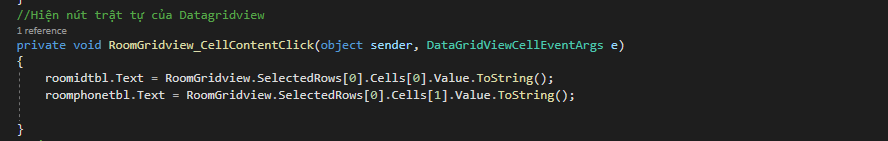 }
//Hiện nút trật tự của Datagridview
1 reference
private void RoomGridview_CellContentClick(object sender, DataGridViewCellEventArgs e)
{
roomidtbl.Text = RoomGridview.SelectedRows[0].Cells[0].Value.ToString();
roomphonetbl.Text = RoomGridview.SelectedRows[0].Cells[1].Value.ToString();
}